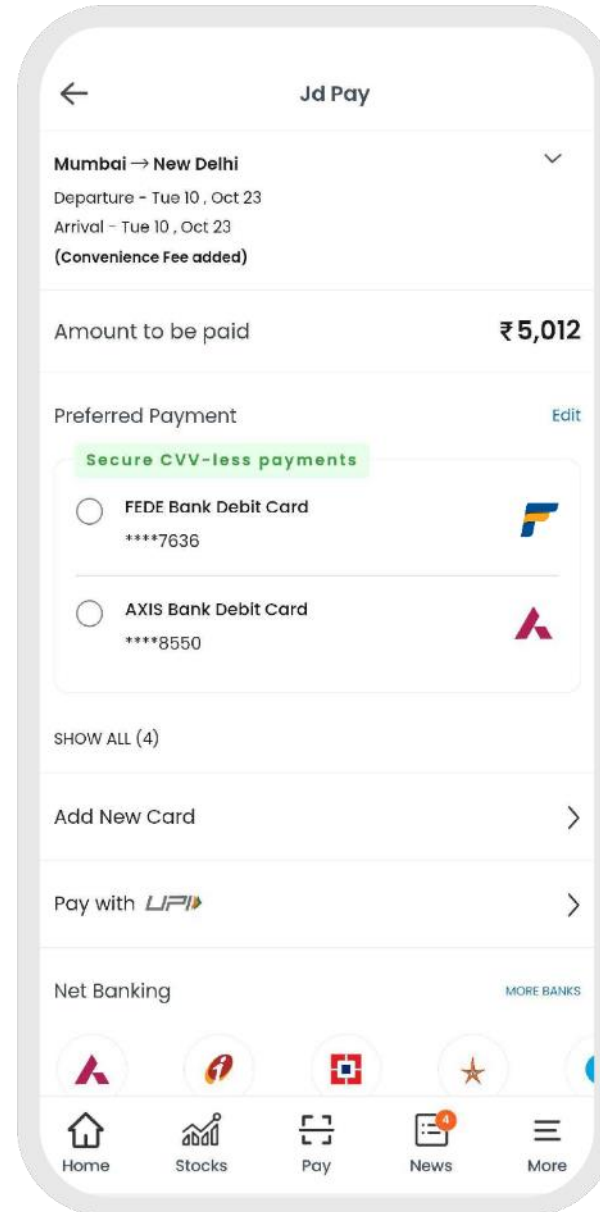 Jd Pay
Mumbai → New Delhi
Departure - Tue 10 , Oct 23
Arrival - Tue 10 , Oct 23
(Convenience Fee added)
Amount to be paid ₹5,012
Preferred Payment Edit
Secure CVV-less payments
FEDE Bank Debit Card
****7636
AXIS Bank Debit Card
****8550
SHOW ALL (4)
Add New Card
Pay with UPI
Net Banking MORE BANKS
4
Home Stocks Pay News More